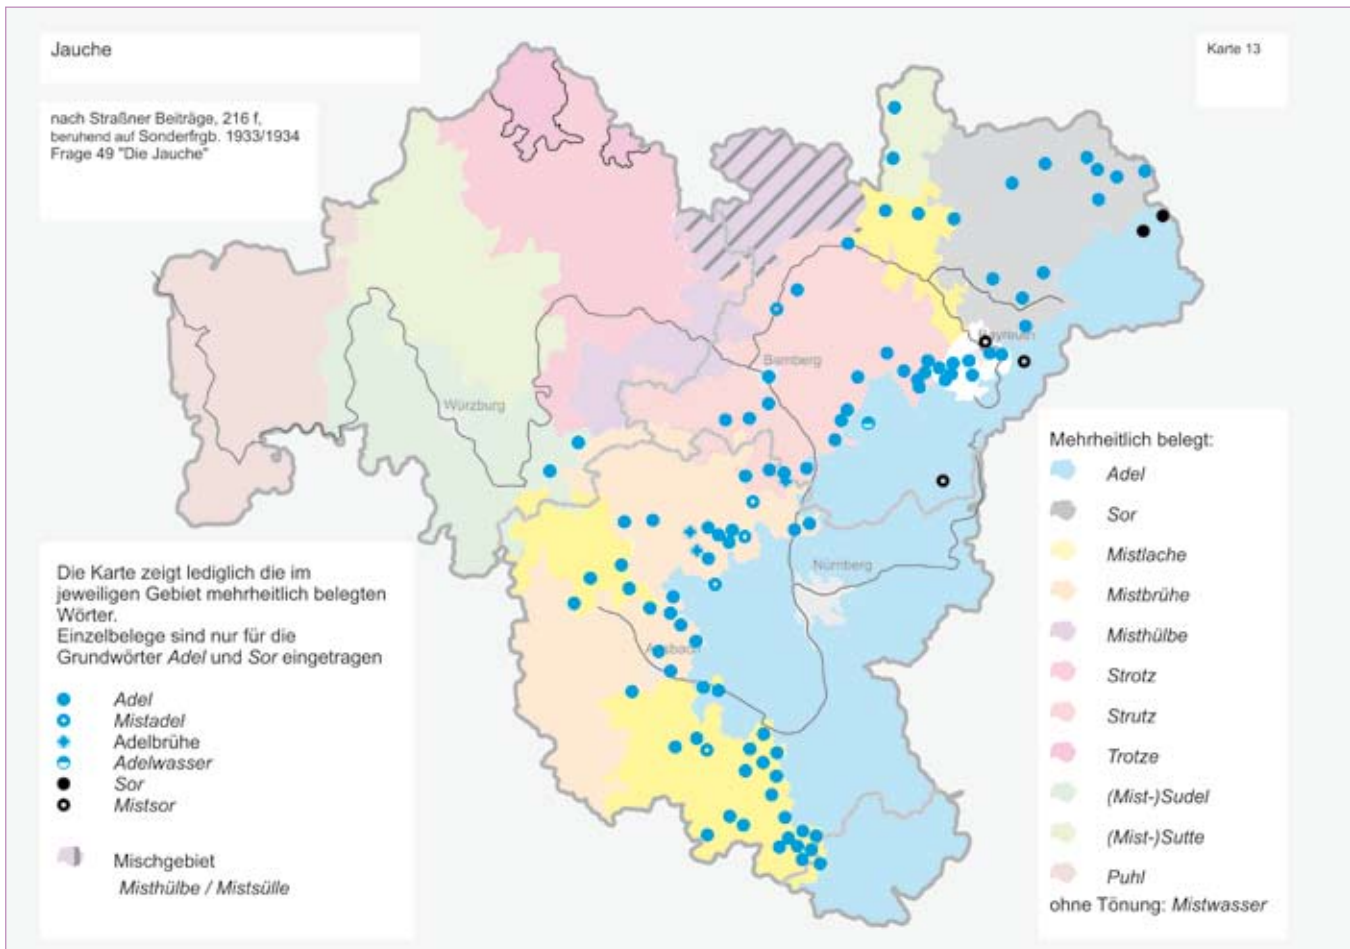 Jauche
Karte 13
nach Straßner Beiträge, 216 f,
beruhend auf Sonderfrgb. 1933/1934
Frage 49 "Die Jauche"
Bayreuth
Bamberg
Würzburg
Nürnberg
Ansbach
Die Karte zeigt lediglich die im
jeweiligen Gebiet mehrheitlich belegten
Wörter.
Einzelbelege sind nur für die
Grundwörter Adel und Sor eingetragen
Adel
Mistadel
Adelbrühe
Adelwasser
Sor
Mistsor
Mischgebiet
Misthülbe / Mistsülle
Mehrheitlich belegt:
Adel
Sor
Mistlache
Mistbrühe
Misthülbe
Strotz
Strutz
Trotze
(Mist-)Sudel
(Mist-)Sutte
Puhl
ohne Tönung: Mistwasser